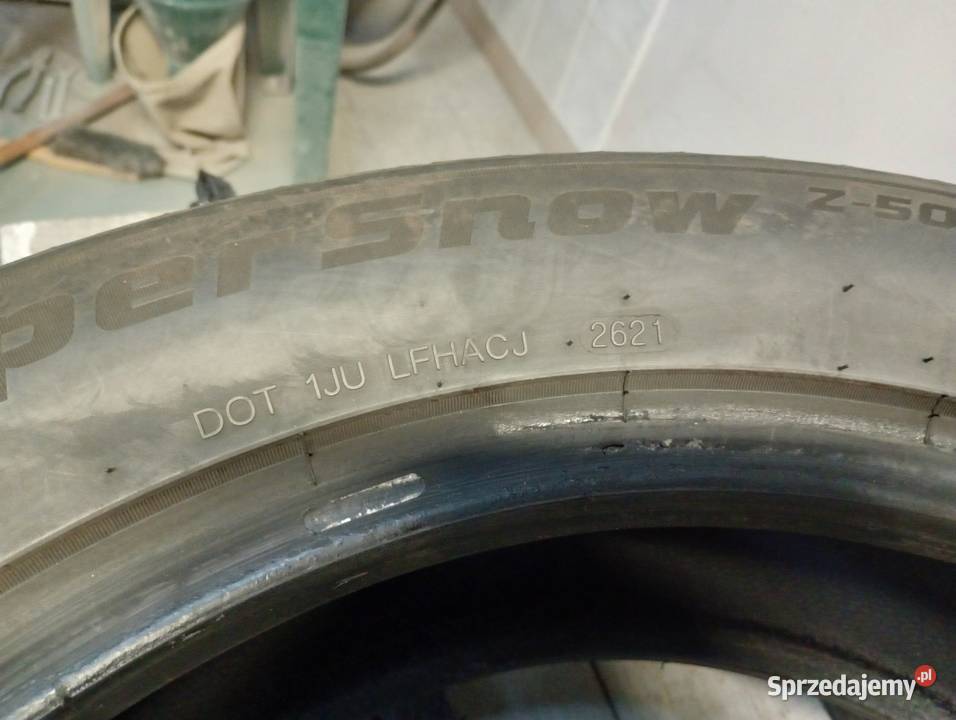 persnow Z-50
DOT 1JU LFHACJ 2621
Sprzedajemy.pl